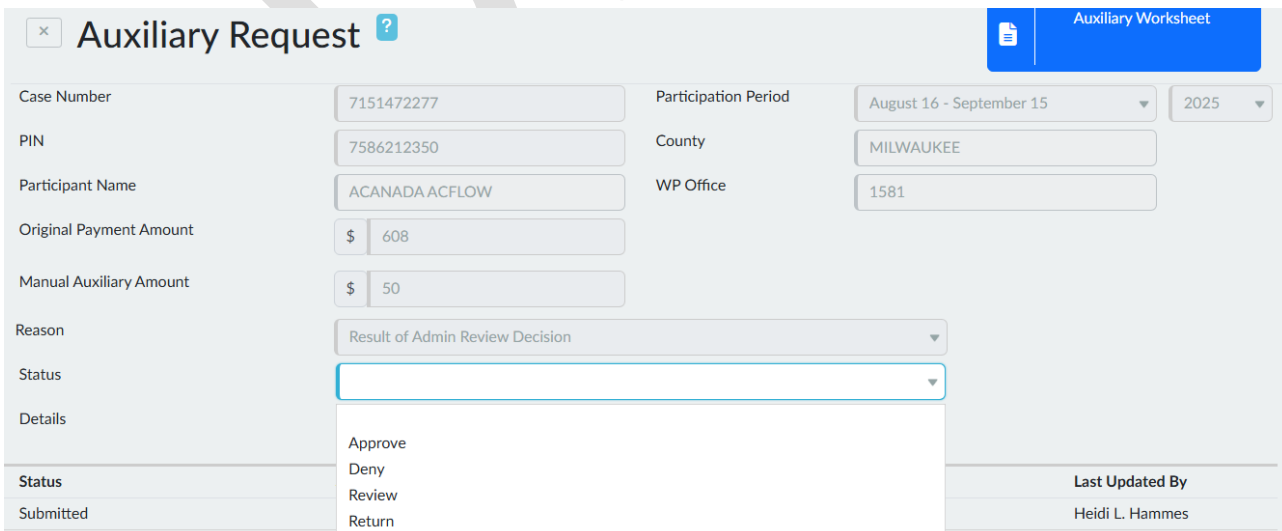 × Auxiliary Request ?
Auxiliary Worksheet
Case Number 7151472277 Participation Period August 16 - September 15 2025
PIN 7586212350 County MILWAUKEE
Participant Name ACANADA ACFLOW WP Office 1581
Original Payment Amount $ 608
Manual Auxiliary Amount $ 50
Reason Result of Admin Review Decision
Status
Details
Approve
Deny
Review
Return
Status Last Updated By
Submitted Heidi L. Hammes